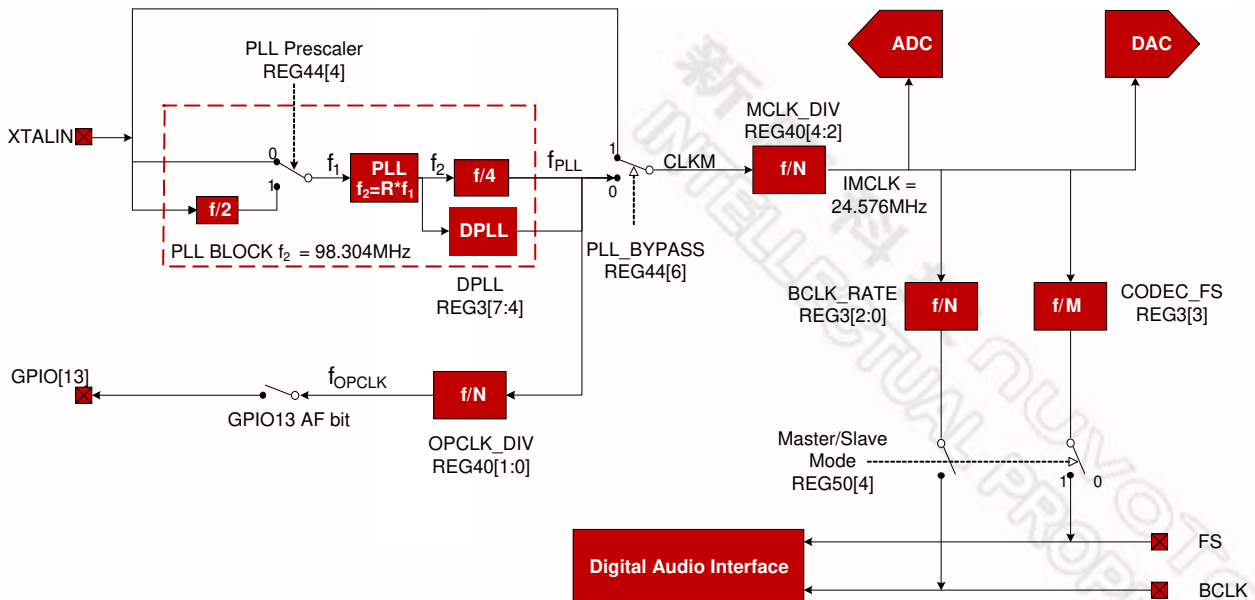 ADC
DAC
PLL Prescaler
REG44[4]
MCLK_DIV
REG40[4:2]
XTALIN
0
1
f/2
f1
PLL
f2=R*f1
f2
f/4
DPLL
fPLL
PLL BLOCK f2 = 98.304MHz
1
0
CLKM
f/N
IMCLK =
24.576MHz
PLL_BYPASS
REG44[6]
DPLL
REG3[7:4]
BCLK_RATE
REG3[2:0]
f/N
f/M
CODEC_FS
REG3[3]
GPIO[13]
fOPCLK
f/N
GPIO13 AF bit
OPCLK_DIV
REG40[1:0]
Master/Slave
Mode
REG50[4]
1
0
Digital Audio Interface
FS
BCLK
INTELLECTUAL PROPE
NUVOTO